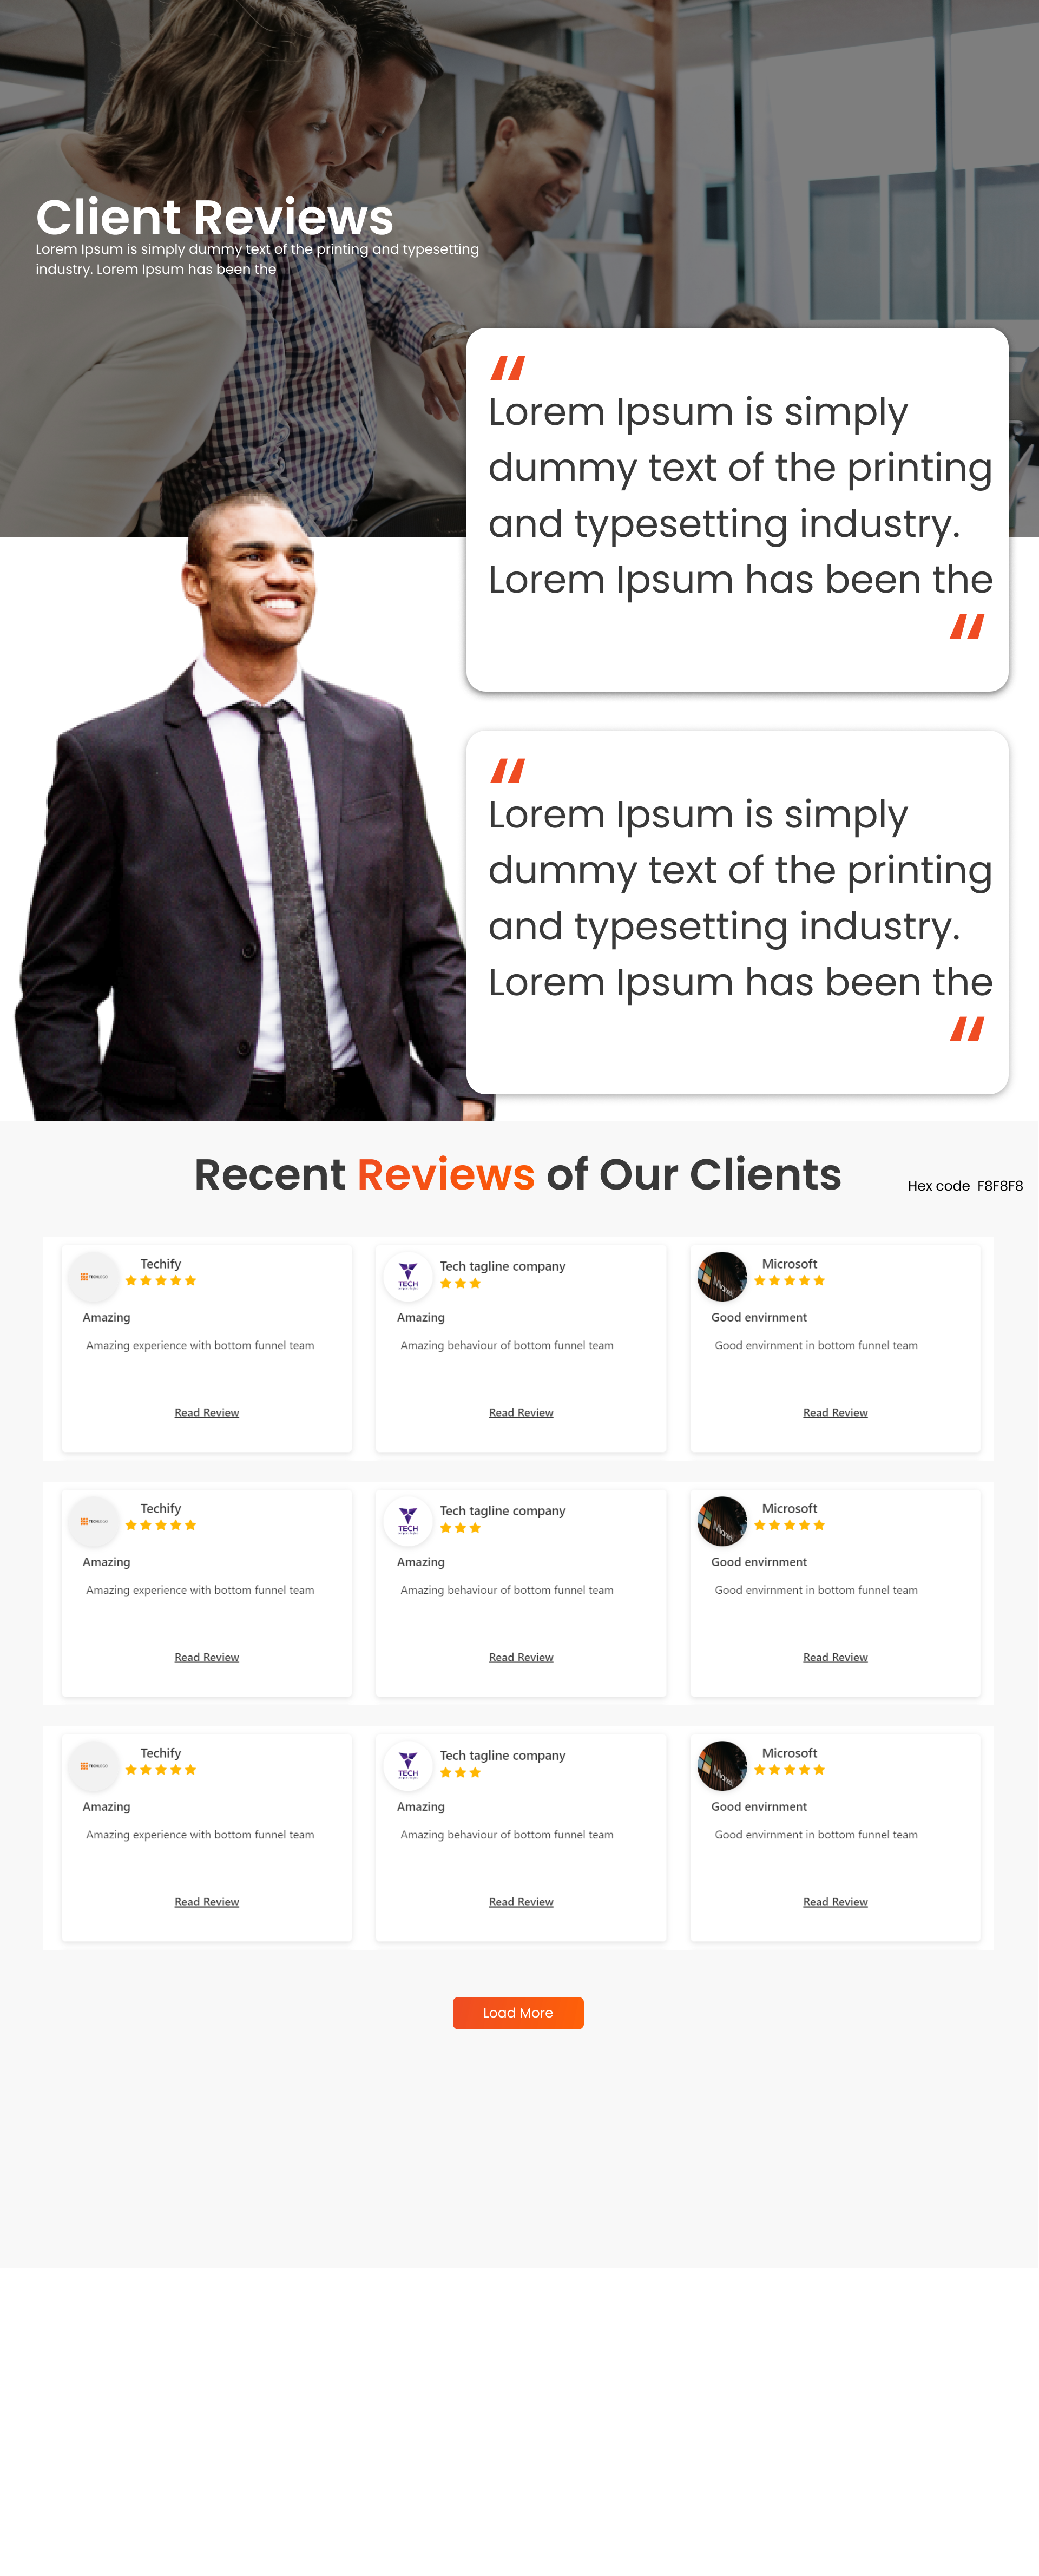 Client Reviews
Lorem Ipsum is simply dummy text of the printing and typesetting
industry. Lorem Ipsum has been the
“
Lorem Ipsum is simply
dummy text of the printing
and typesetting industry.
Lorem Ipsum has been the
“
“
Lorem Ipsum is simply
dummy text of the printing
and typesetting industry.
Lorem Ipsum has been the
“
Recent Reviews of Our Clients
Hex code F8F8F8
Techify
Amazing
Amazing experience with bottom funnel team
Read Review
TECH
Tech tagline company
Amazing
Amazing behaviour of bottom funnel team
Read Review
Microsoft
Good envirnment
Good envirnment in bottom funnel team
Read Review
Techify
Amazing
Amazing experience with bottom funnel team
Read Review
TECH
Tech tagline company
Amazing
Amazing behaviour of bottom funnel team
Read Review
Microsoft
Good envirnment
Good envirnment in bottom funnel team
Read Review
Techify
Amazing
Amazing experience with bottom funnel team
Read Review
TECH
Tech tagline company
Amazing
Amazing behaviour of bottom funnel team
Read Review
Microsoft
Good envirnment
Good envirnment in bottom funnel team
Read Review
Load More